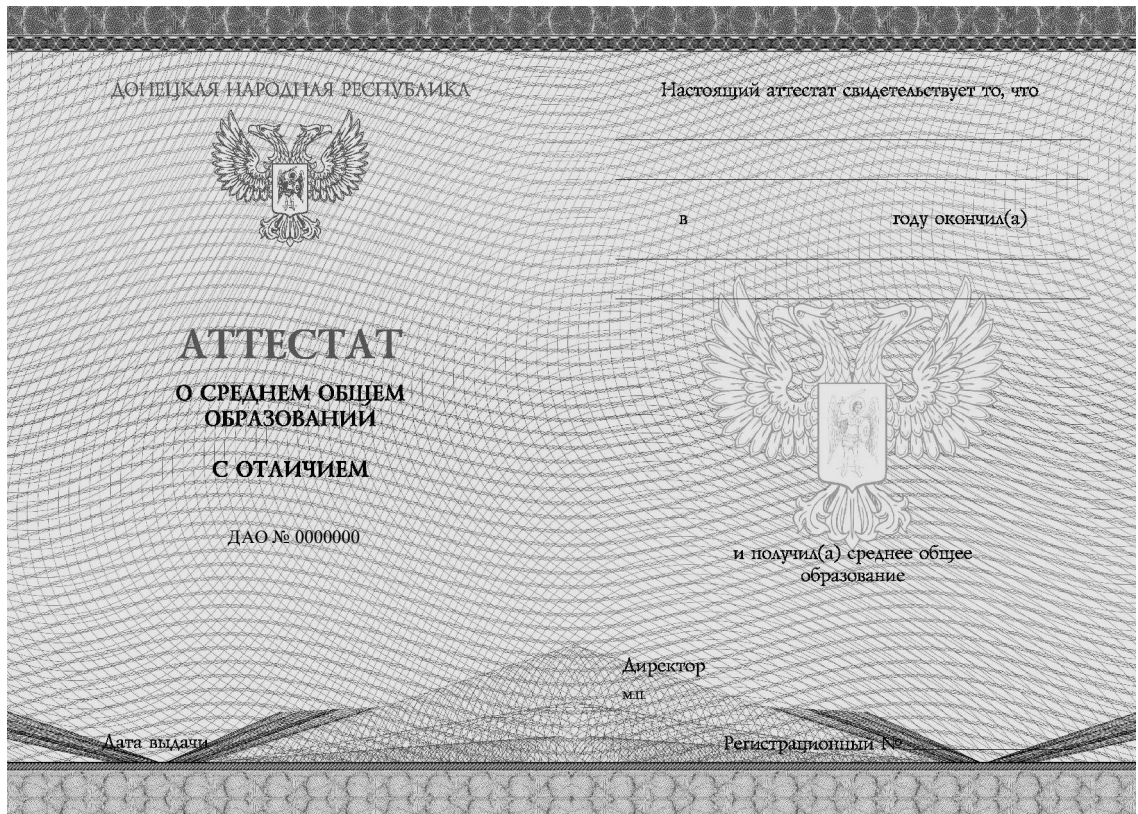 ДОНЕЦКАЯ НАРОДНАЯ РЕСПУБЛИКА
АТТЕСТАТ
О СРЕДНЕМ ОБЩЕМ
ОБРАЗОВАНИИ
С ОТЛИЧИЕМ
ДАО № 0000000
Дата выдачи
Настоящий аттестат свидетельствует то, что
в году окончил(а)
и получил(а) среднее общее
образование
Директор
м.п.
Регистрационный №